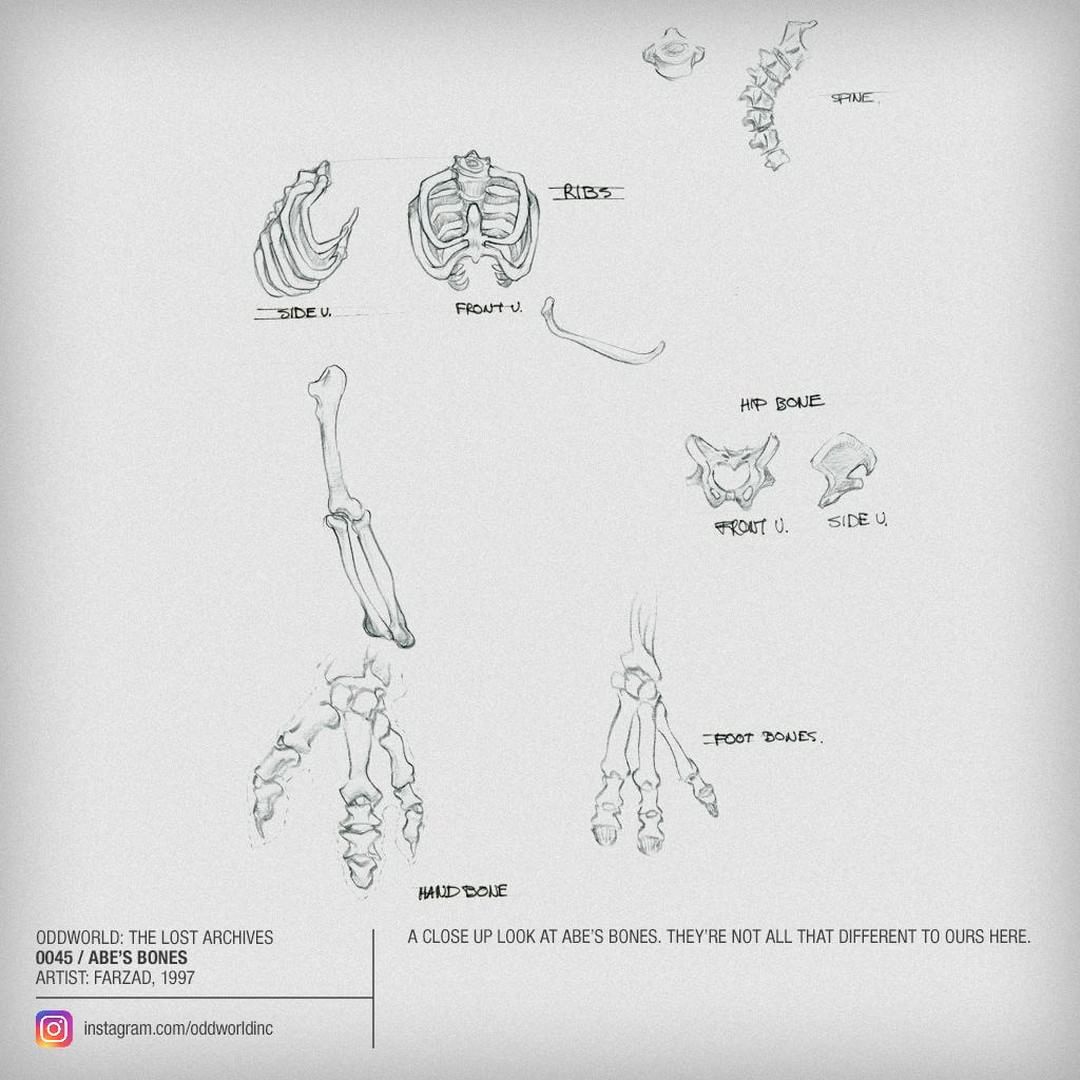 SPINE.
RIBS
SIDE V.
FRONT V.
HIP BONE
FRONT V.
SIDE V.
FOOT BONES.
HAND BONE
ODDWORLD: THE LOST ARCHIVES
0045 / ABE'S BONES
ARTIST: FARZAD, 1997
instagram.com/oddworldinc
A CLOSE UP LOOK AT ABE'S BONES. THEY'RE NOT ALL THAT DIFFERENT TO OURS HERE.